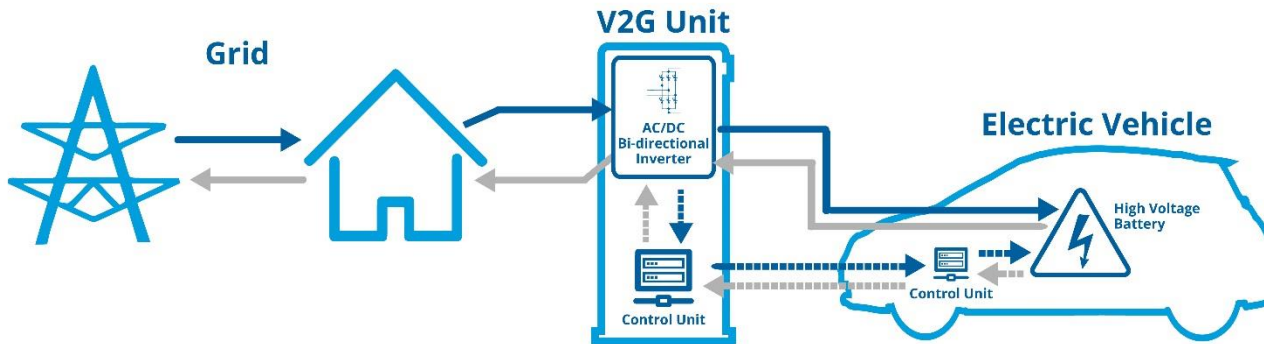 V2G Unit
Grid
AC/DC
Bi-directional
Inverter
Electric Vehicle
High Voltage
Battery
Control Unit
Control Unit